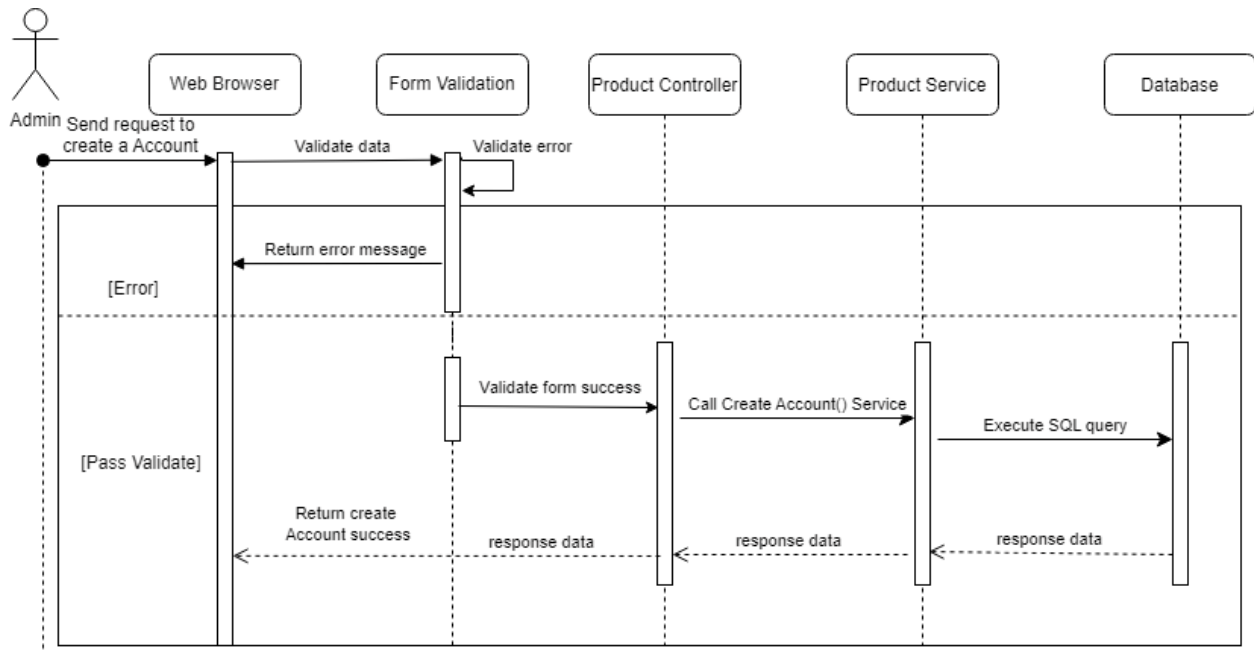 Admin
Web Browser
Form Validation
Product Controller
Product Service
Database
Send request to
create a Account
Validate data
Validate error
Return error message
[Error]
Validate form success
Call Create Account() Service
Execute SQL query
[Pass Validate]
Return create
Account success
response data
response data
response data